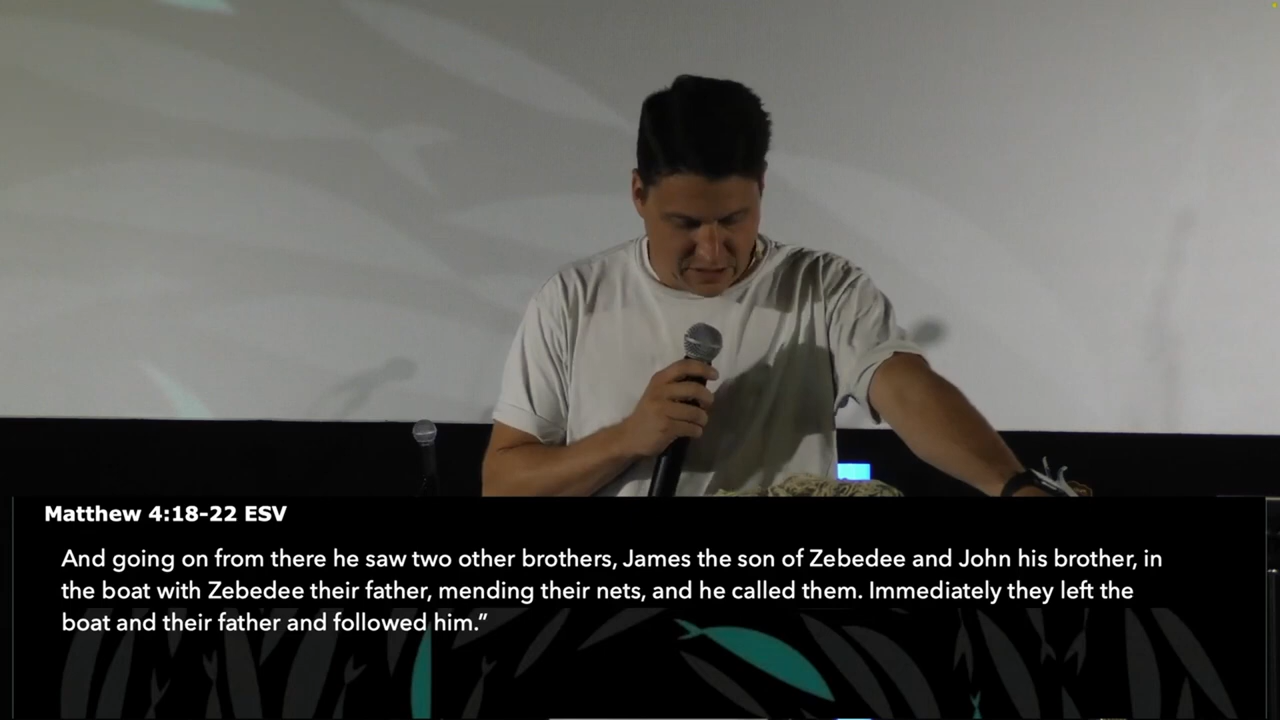 Matthew 4:18-22 ESV
And going on from there he saw two other brothers, James the son of Zebedee and John his brother, in
the boat with Zebedee their father, mending their nets, and he called them. Immediately they left the
boat and their father and followed him.”